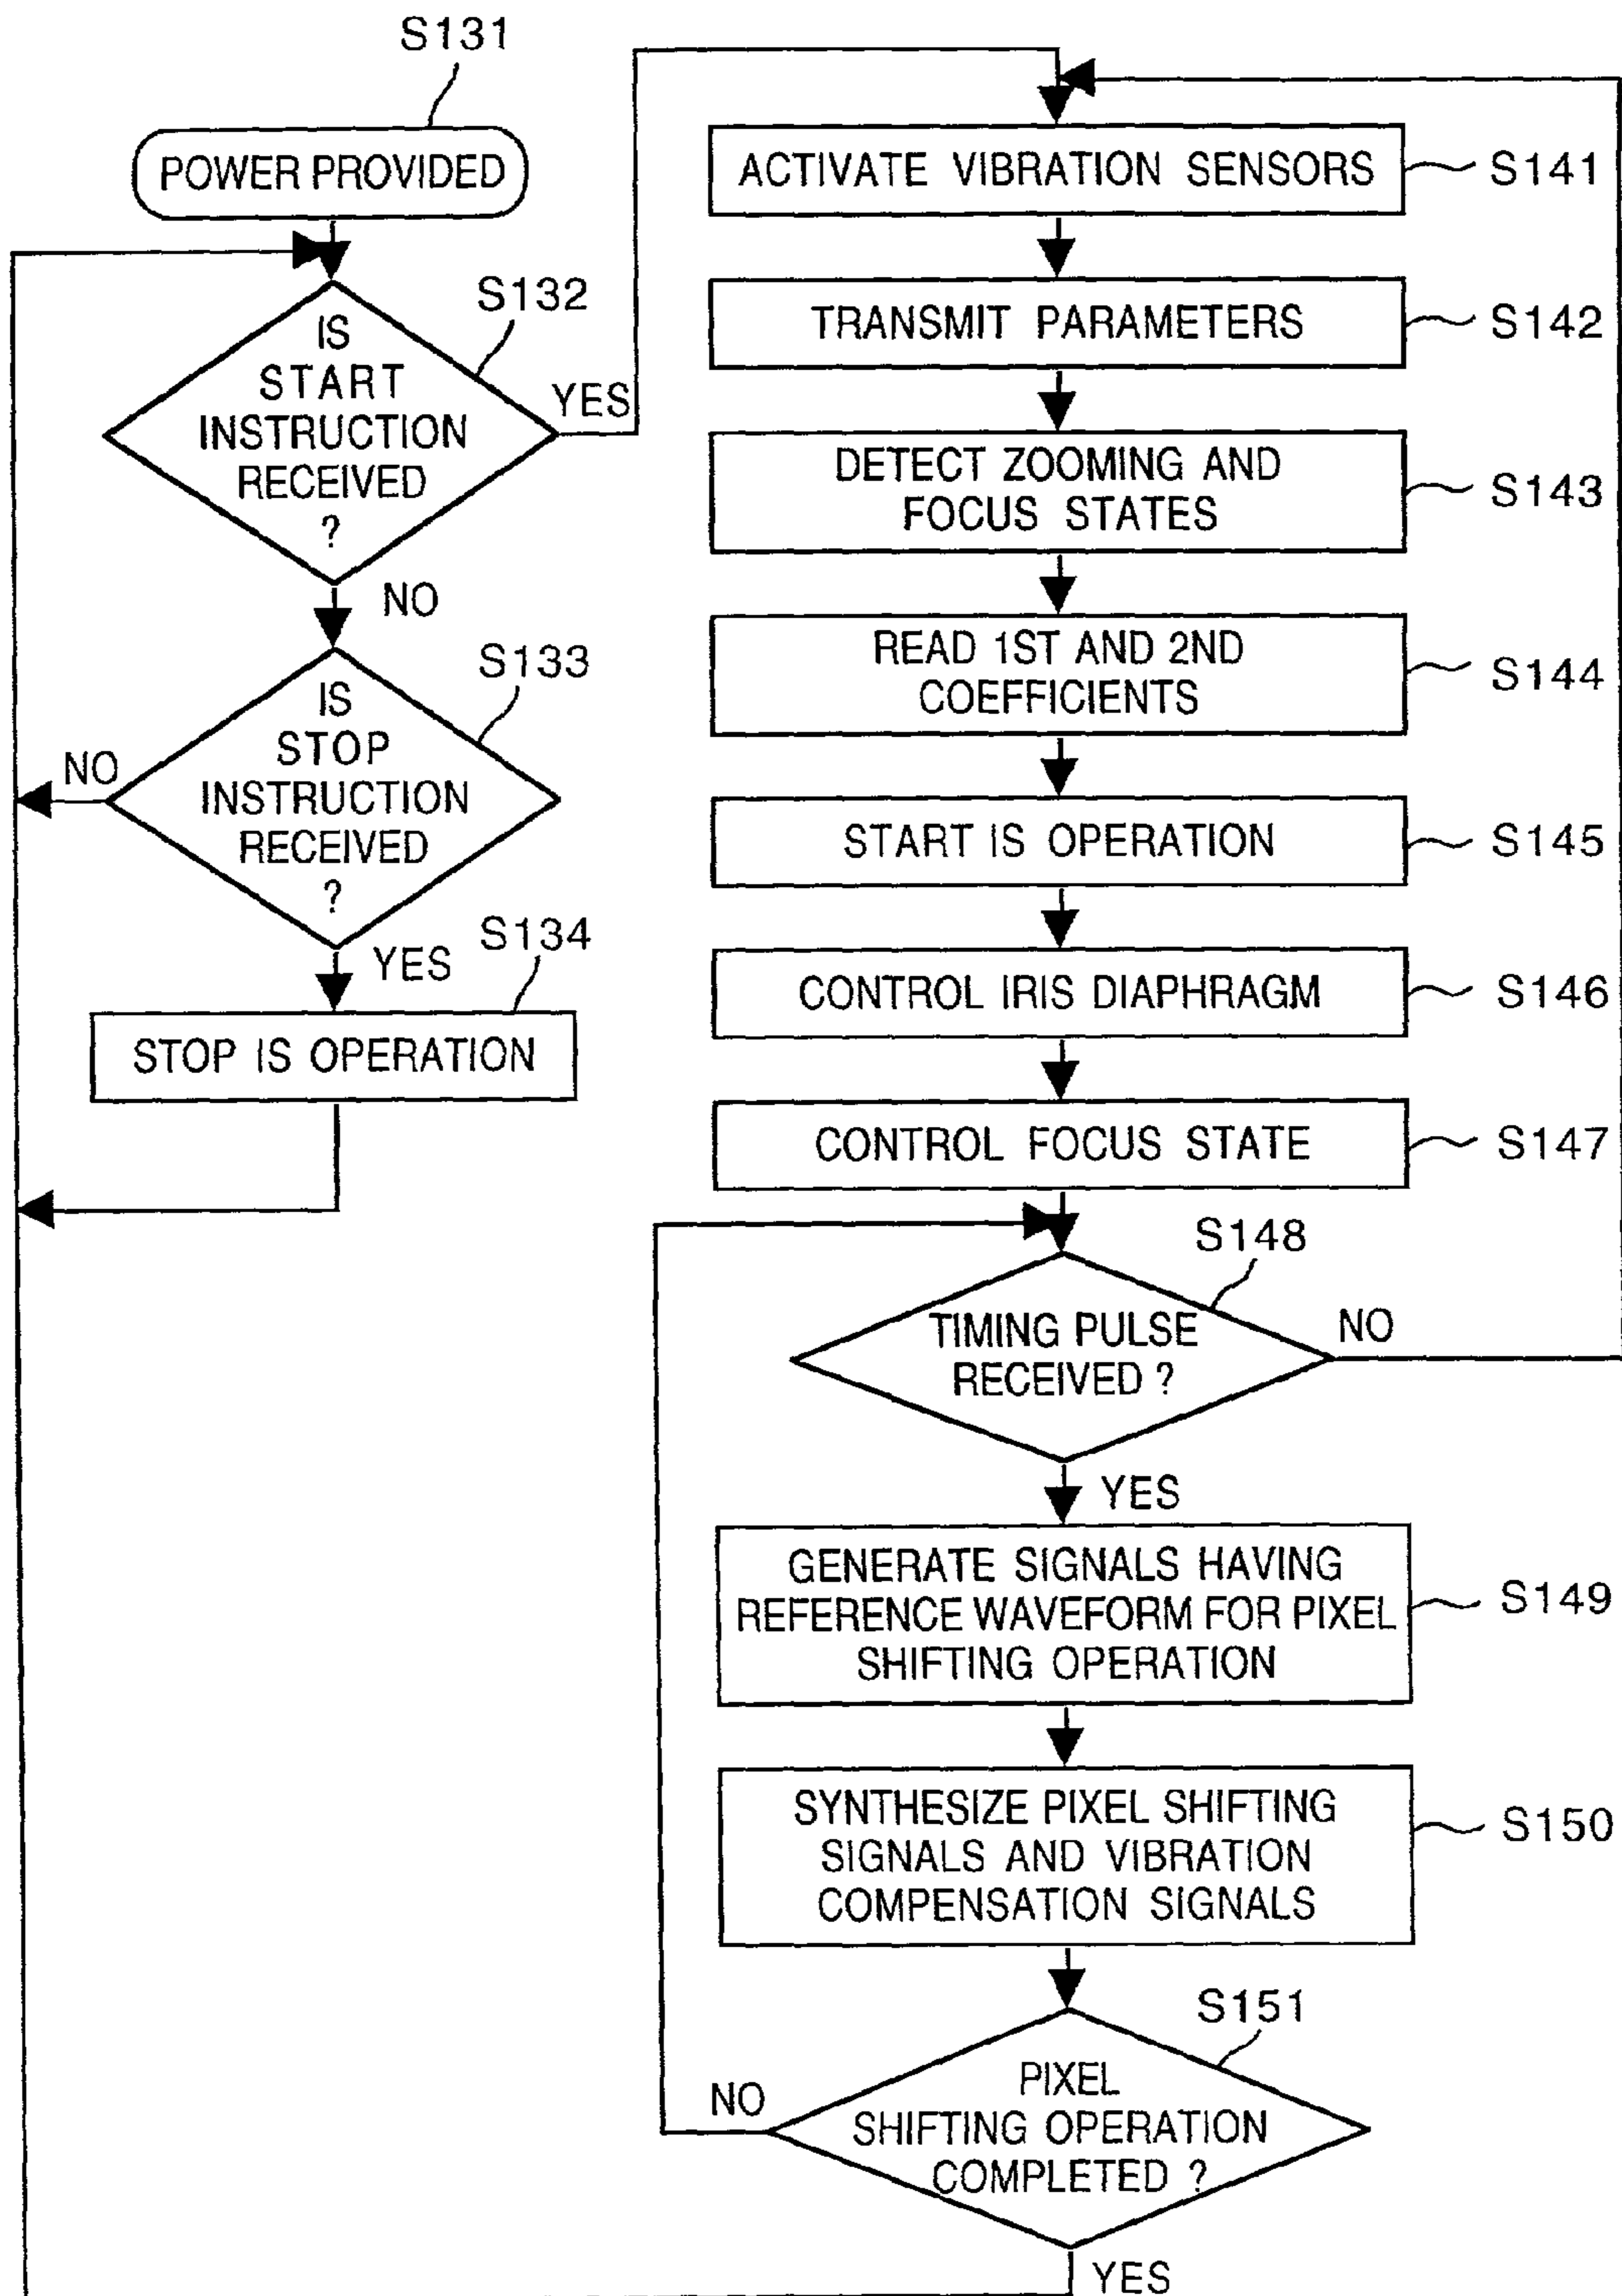 S131
POWER PROVIDED
S132
IS
START
INSTRUCTION
RECEIVED
?
YES
NO
S133
IS
STOP
INSTRUCTION
RECEIVED
?
NO
YES
S134
STOP IS OPERATION
ACTIVATE VIBRATION SENSORS
S141
TRANSMIT PARAMETERS
S142
DETECT ZOOMING AND
FOCUS STATES
S143
READ 1ST AND 2ND
COEFFICIENTS
S144
START IS OPERATION
S145
CONTROL IRIS DIAPHRAGM
S146
CONTROL FOCUS STATE
S147
S148
TIMING PULSE
RECEIVED ?
NO
YES
GENERATE SIGNALS HAVING
REFERENCE WAVEFORM FOR PIXEL
SHIFTING OPERATION
S149
SYNTHESIZE PIXEL SHIFTING
SIGNALS AND VIBRATION
COMPENSATION SIGNALS
S150
S151
PIXEL
SHIFTING OPERATION
COMPLETED ?
NO
YES